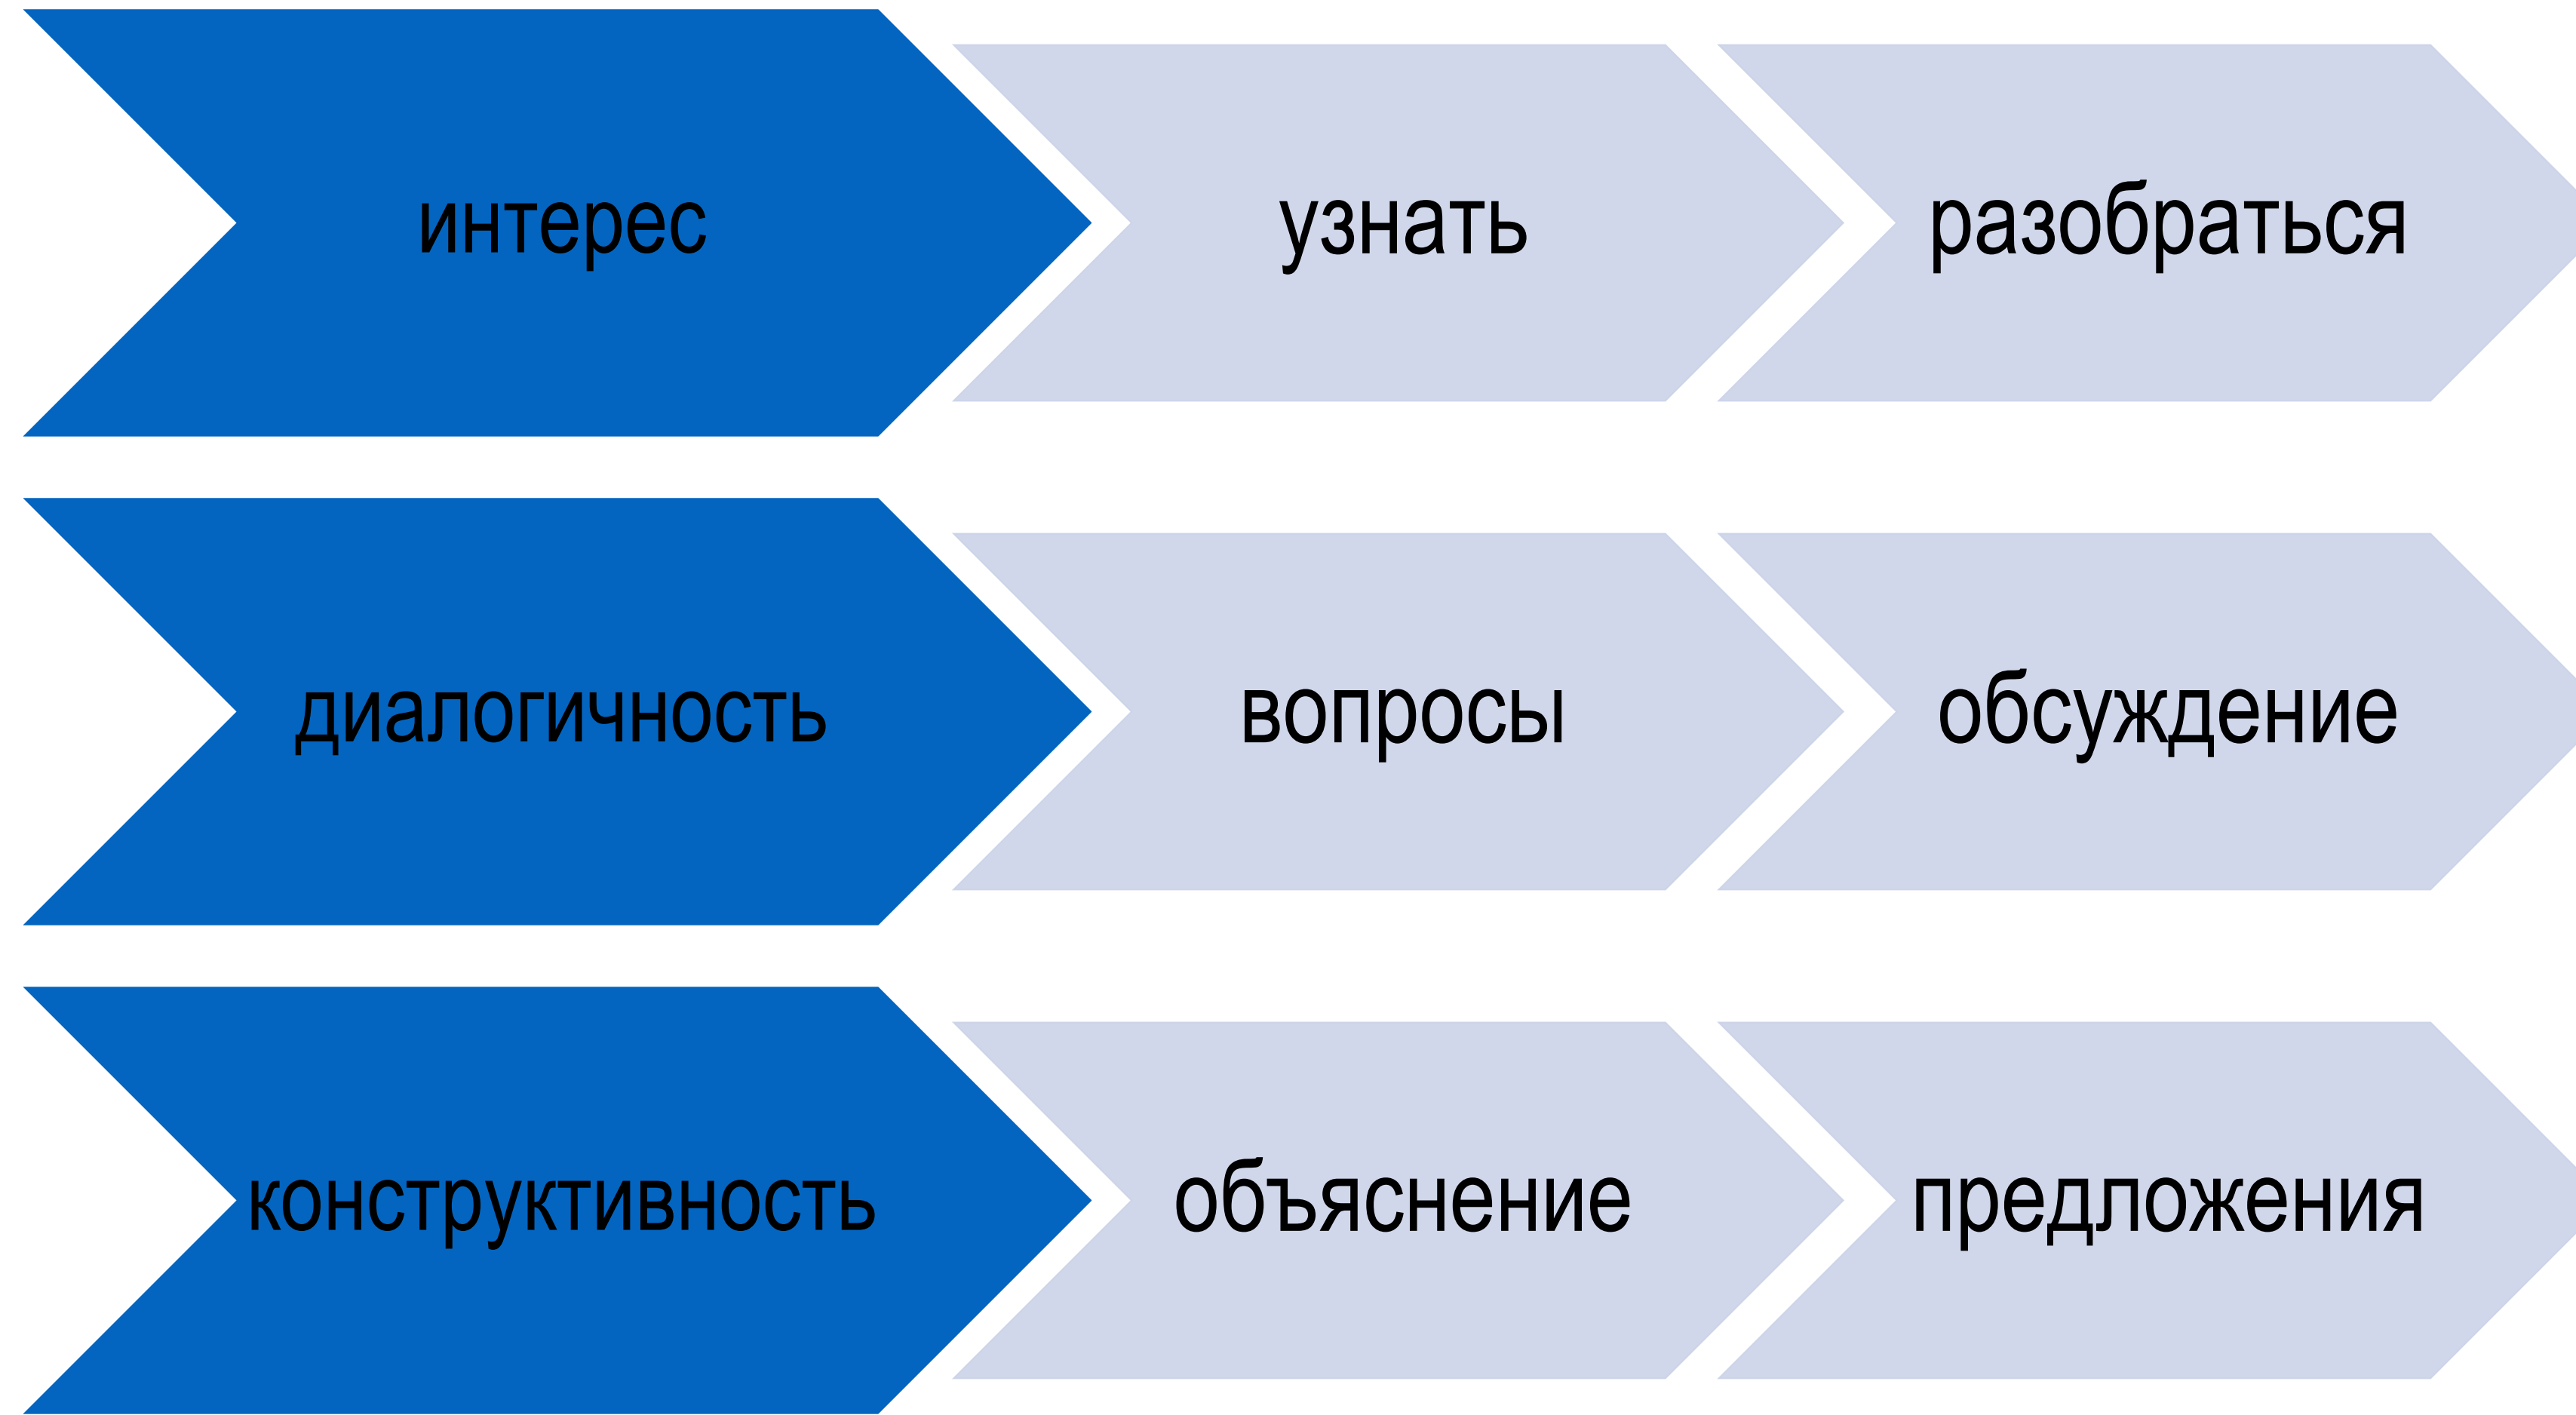 интерес
узнать
разобраться
диалогичность
вопросы
обсуждение
конструктивность
объяснение
предложения